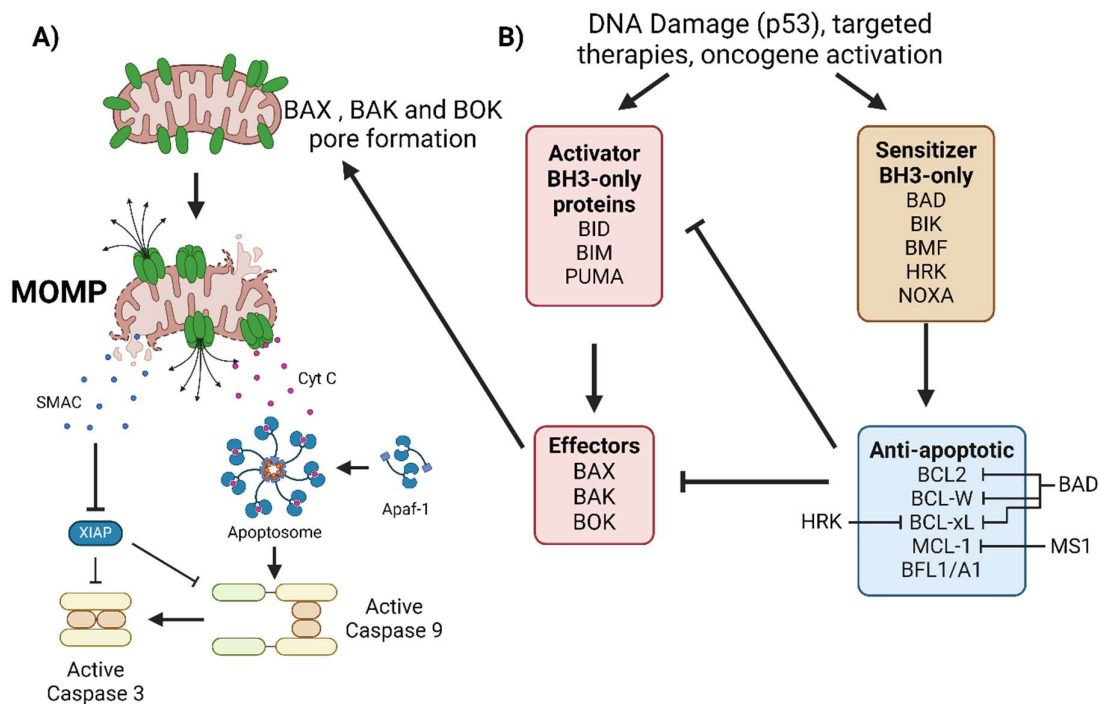 A)
BAX , BAK and BOK
pore formation
MOMP
SMAC
Cyt C
Apaf-1
Apoptosome
XIAP
Active
Caspase 9
Active
Caspase 3
B)
DNA Damage (p53), targeted
therapies, oncogene activation
Activator
BH3-only
proteins
BID
BIM
PUMA
Sensitizer
BH3-only
BAD
BIK
BMF
HRK
NOXA
Effectors
BAX
BAK
BOK
Anti-apoptotic
BCL2
BCL-W
BCL-xL
MCL-1
BFL1/A1
HRK
BAD
MS1